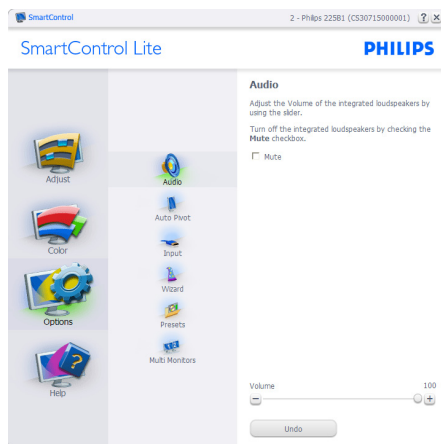 SmartControl
2 - Philips 225B1 (CS30715000001)
? X
SmartControl Lite
PHILIPS
Adjust
Color
Options
Help
Audio
Auto Pivot
Input
Wizard
Presets
Multi Monitors
Audio
Adjust the Volume of the integrated loudspeakers by
using the slider.
Turn off the integrated loudspeakers by checking the
Mute checkbox.
Mute
Volume 100
Undo